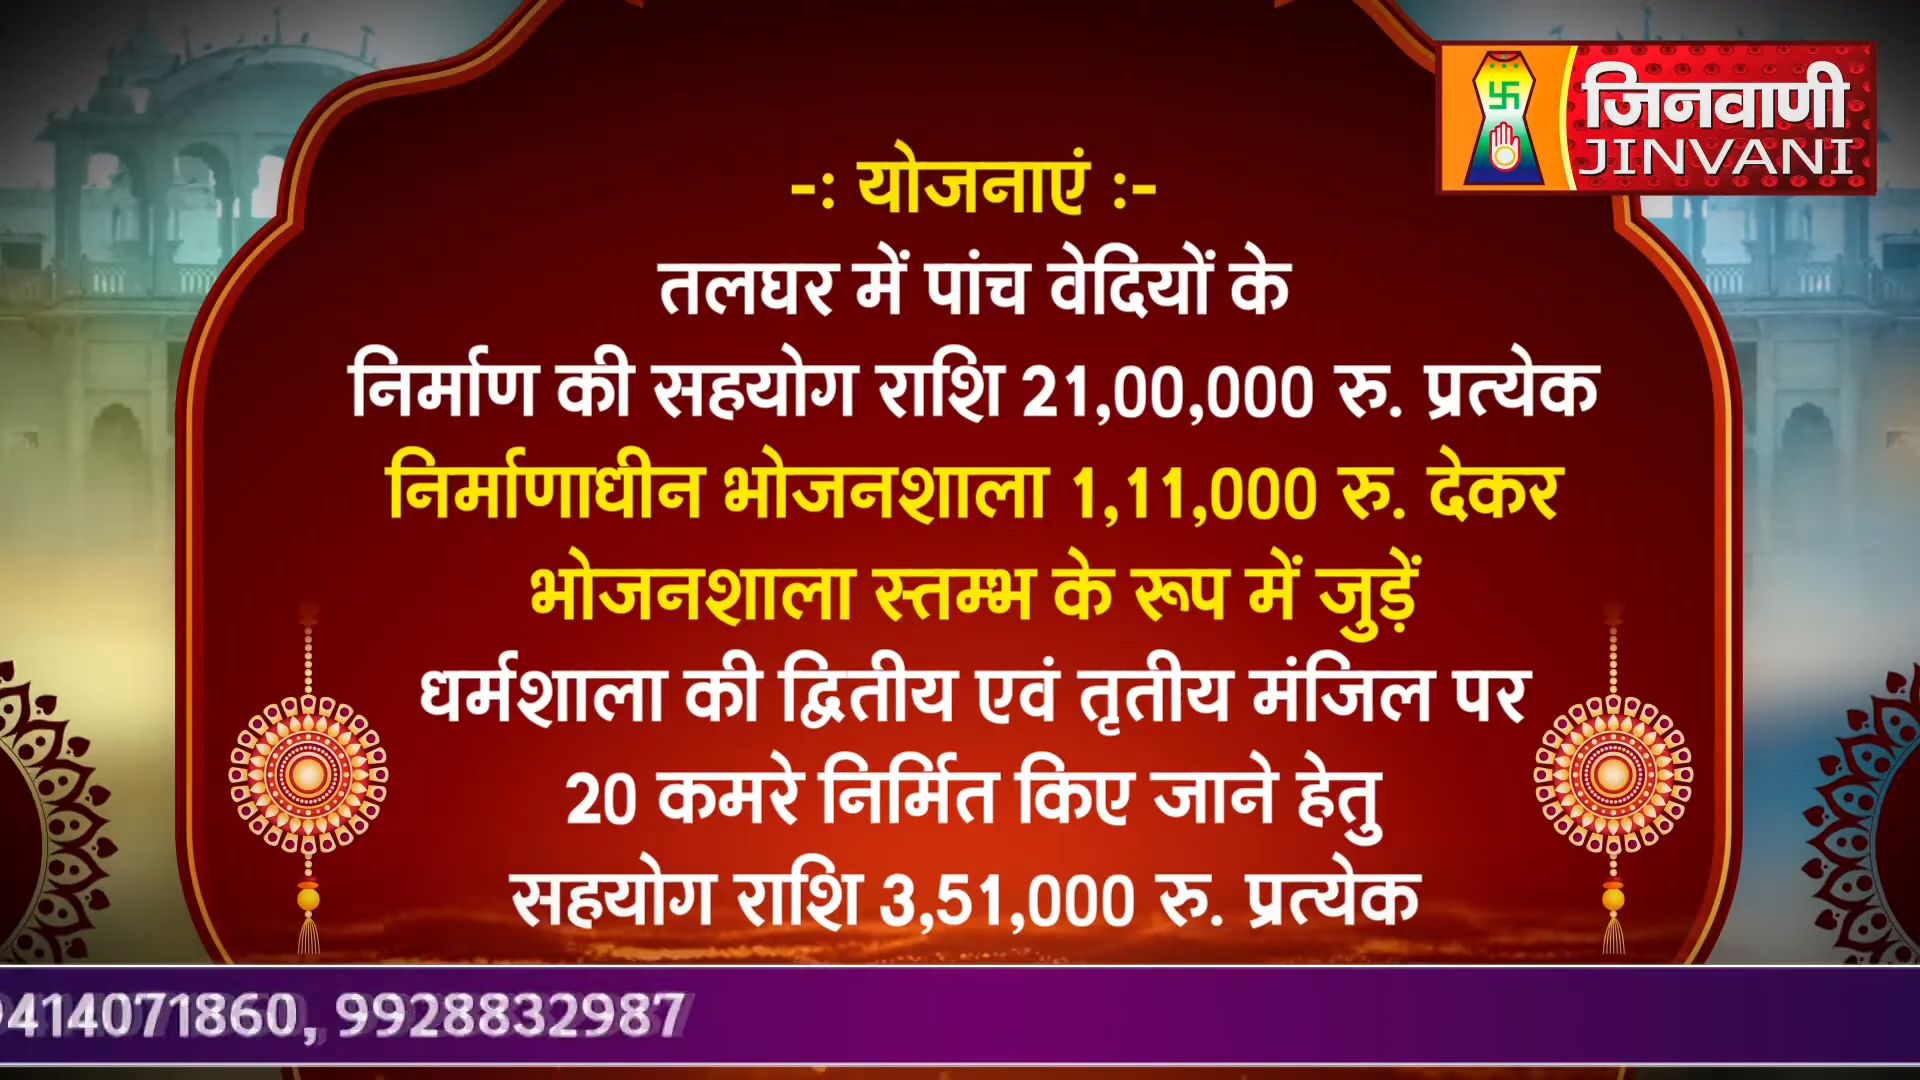 जिनवाणी
JINVANI
-: योजनाएं :-
तलघर में पांच वेदियों के
निर्माण की सहयोग राशि 21,00,000 रु. प्रत्येक
निर्माणाधीन भोजनशाला 1,11,000 रु. देकर
भोजनशाला स्तम्भ के रूप में जुड़ें
धर्मशाला की द्वितीय एवं तृतीय मंजिल पर
20 कमरे निर्मित किए जाने हेतु
सहयोग राशि 3,51,000 रु. प्रत्येक
9414071860, 9928832987